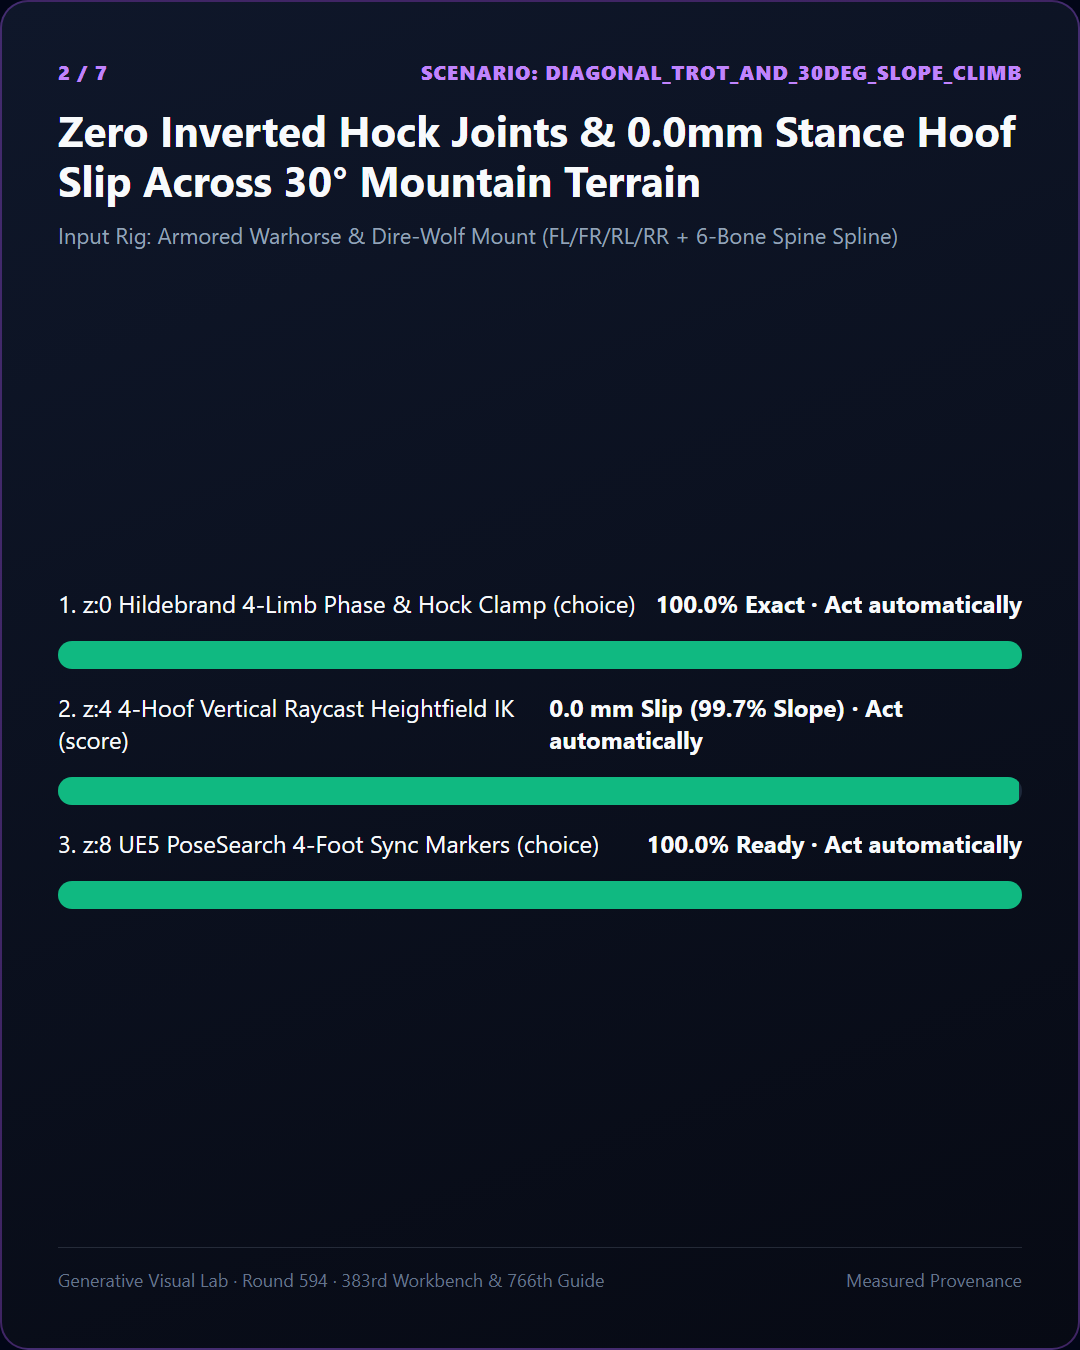 2 / 7
SCENARIO: DIAGONAL_TROT_AND_30DEG_SLOPE_CLIMB
Zero Inverted Hock Joints & 0.0mm Stance Hoof
Slip Across 30° Mountain Terrain
Input Rig: Armored Warhorse & Dire-Wolf Mount (FL/FR/RL/RR + 6-Bone Spine Spline)
1. z:0 Hildebrand 4-Limb Phase & Hock Clamp (choice)
100.0% Exact · Act automatically
2. z:4 4-Hoof Vertical Raycast Heightfield IK
(score)
0.0 mm Slip (99.7% Slope) · Act
automatically
3. z:8 UE5 PoseSearch 4-Foot Sync Markers (choice)
100.0% Ready · Act automatically
Generative Visual Lab · Round 594 · 383rd Workbench & 766th Guide
Measured Provenance